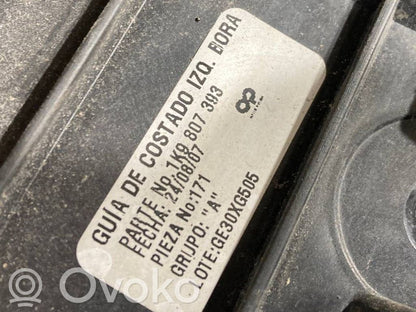 GUIA DE COSTADO IZQ. BORA
PARTE No.1K9 807 393
FECHA: 24/08/07
PIEZA No:171
GRUPO: "A"
LOTE:GE30XG505
OVOKO